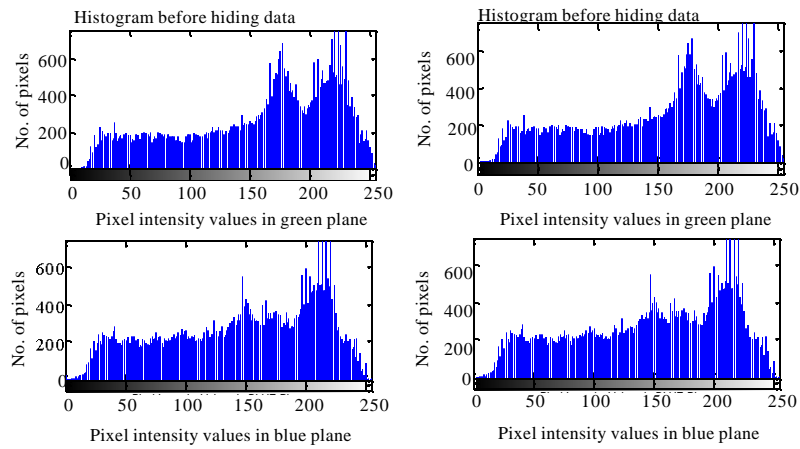 Histogram before hiding data
No. of pixels
600
400
200
0
0 50 100 150 200 250
Pixel intensity values in green plane
Histogram before hiding data
No. of pixels
600
400
200
0
0 50 100 150 200 250
Pixel intensity values in green plane
No. of pixels
600
400
200
0
0 50 100 150 200 250
Pixel intensity values in blue plane
No. of pixels
600
400
200
0
0 50 100 150 200 250
Pixel intensity values in blue plane